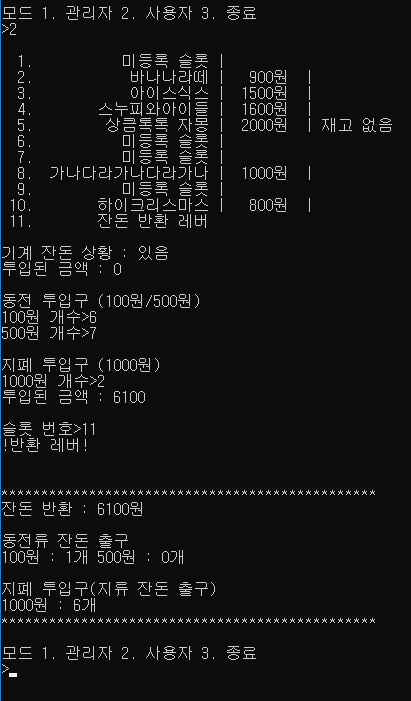 모드 1. 관리자 2. 사용자 3. 종료
>2
1. 미등록 슬롯 |
2. 바나나라떼 | 900원 |
3. 아이스식스 | 1500원 |
4. 스누피와아이들 | 1600원 |
5. 상큼톡톡 자몽 | 2000원 | 재고 없음
6. 미등록 슬롯 |
7. 미등록 슬롯 |
8. 가나다라가나다라가나 | 1000원 |
9. 미등록 슬롯 |
10. 하이크리스마스 | 800원 |
11. 잔돈 반환 레버
기계 잔돈 상황 : 있음
투입된 금액 : 0
동전 투입구 (100원/500원)
100원 개수>6
500원 개수>7
지폐 투입구 (1000원)
1000원 개수>2
투입된 금액 : 6100
슬롯 번호>11
!반환 레버!
***********************************************
잔돈 반환 : 6100원
동전류 잔돈 출구
100원 : 1개 500원 : 0개
지폐 투입구(지류 잔돈 출구)
1000원 : 6개
***********************************************
모드 1. 관리자 2. 사용자 3. 종료
>